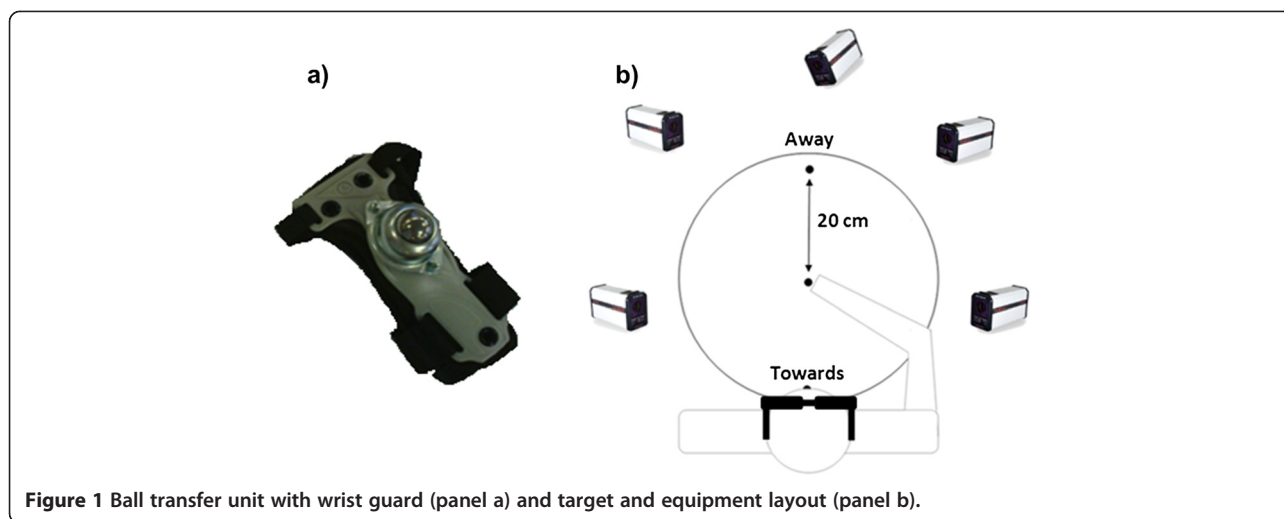 a)
b)
Away
20 cm
Towards
Figure 1 Ball transfer unit with wrist guard (panel a) and target and equipment layout (panel b).